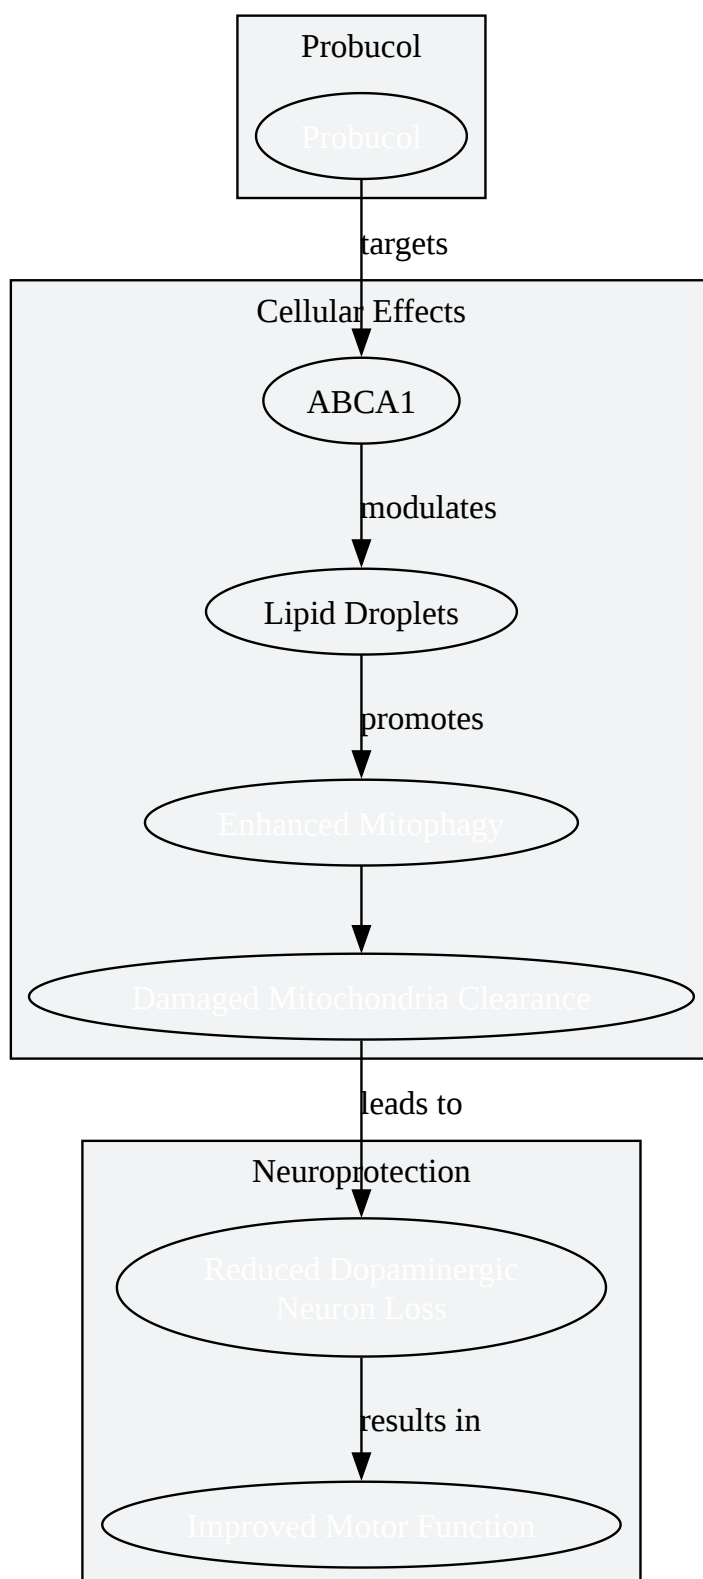 Probucol
Probucol
targets
Cellular Effects
ABCA1
modulates
Lipid Droplets
promotes
Enhanced Mitophagy
Damaged Mitochondria Clearance
leads to
Neuroprotection
Reduced Dopaminergic
Neuron Loss
results in
Improved Motor Function